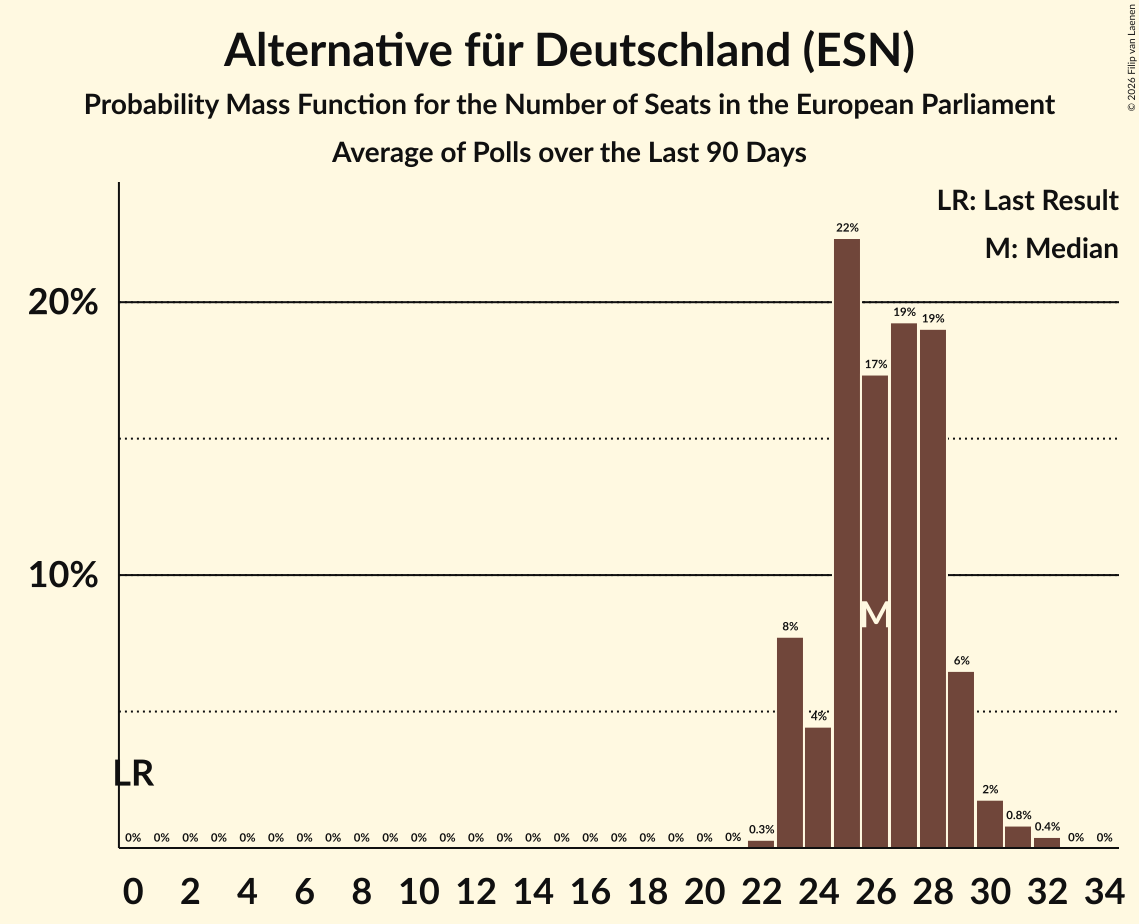 Alternative für Deutschland (ESN)
Probability Mass Function for the Number of Seats in the European Parliament
Average of Polls over the Last 90 Days
© 2026 Filip van Laenen
LR: Last Result
M: Median
22%
20%
19%
19%
17%
10%
M
8%
6%
4%
LR
2%
0.8%
0.4%
0.3%
0% 0% 0% 0% 0% 0% 0% 0% 0% 0% 0% 0% 0% 0% 0% 0% 0% 0% 0% 0% 0% 0% 0% 0%
0 2 4 6 8 10 12 14 16 18 20 22 24 26 28 30 32 34